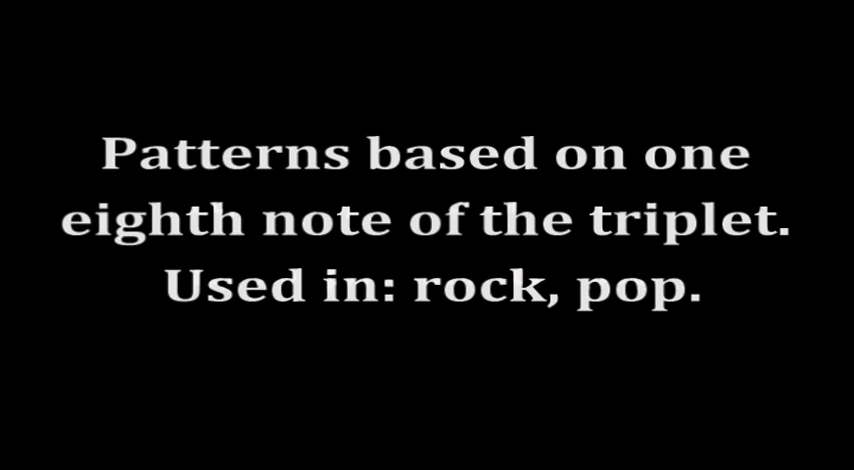 Patterns based on one
eighth note of the triplet.
Used in: rock, pop.